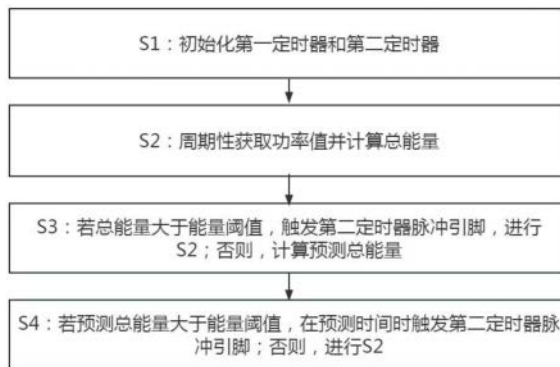 S1：初始化第一定时器和第二定时器
S2：周期性获取功率值并计算总能量
S3：若总能量大于能量阈值，触发第二定时器脉冲引脚，进行
S2；否则，计算预测总能量
S4：若预测总能量大于能量阈值，在预测时间时触发第二定时器脉
冲引脚；否则，进行S2